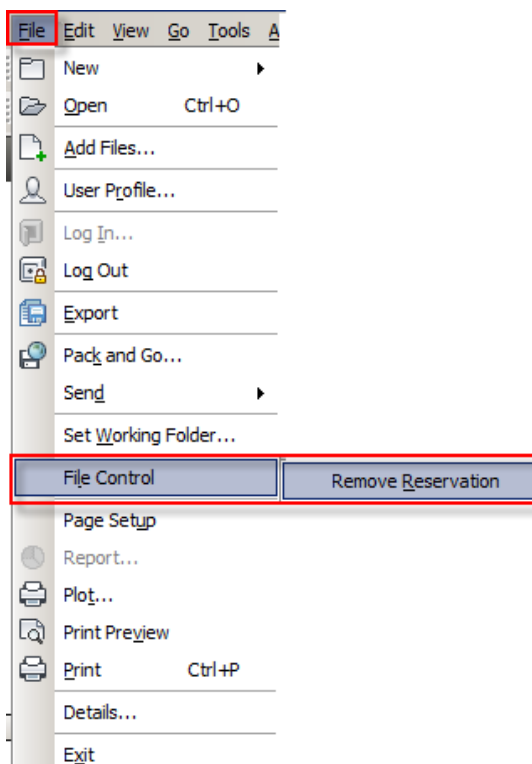 File Edit View Go Tools A
New
Open Ctrl+O
Add Files...
User Profile...
Log In...
Log Out
Export
Pack and Go...
Send
Set Working Folder...
File Control Remove Reservation
Page Setup
Report...
Plot...
Print Preview
Print Ctrl+P
Details...
Exit